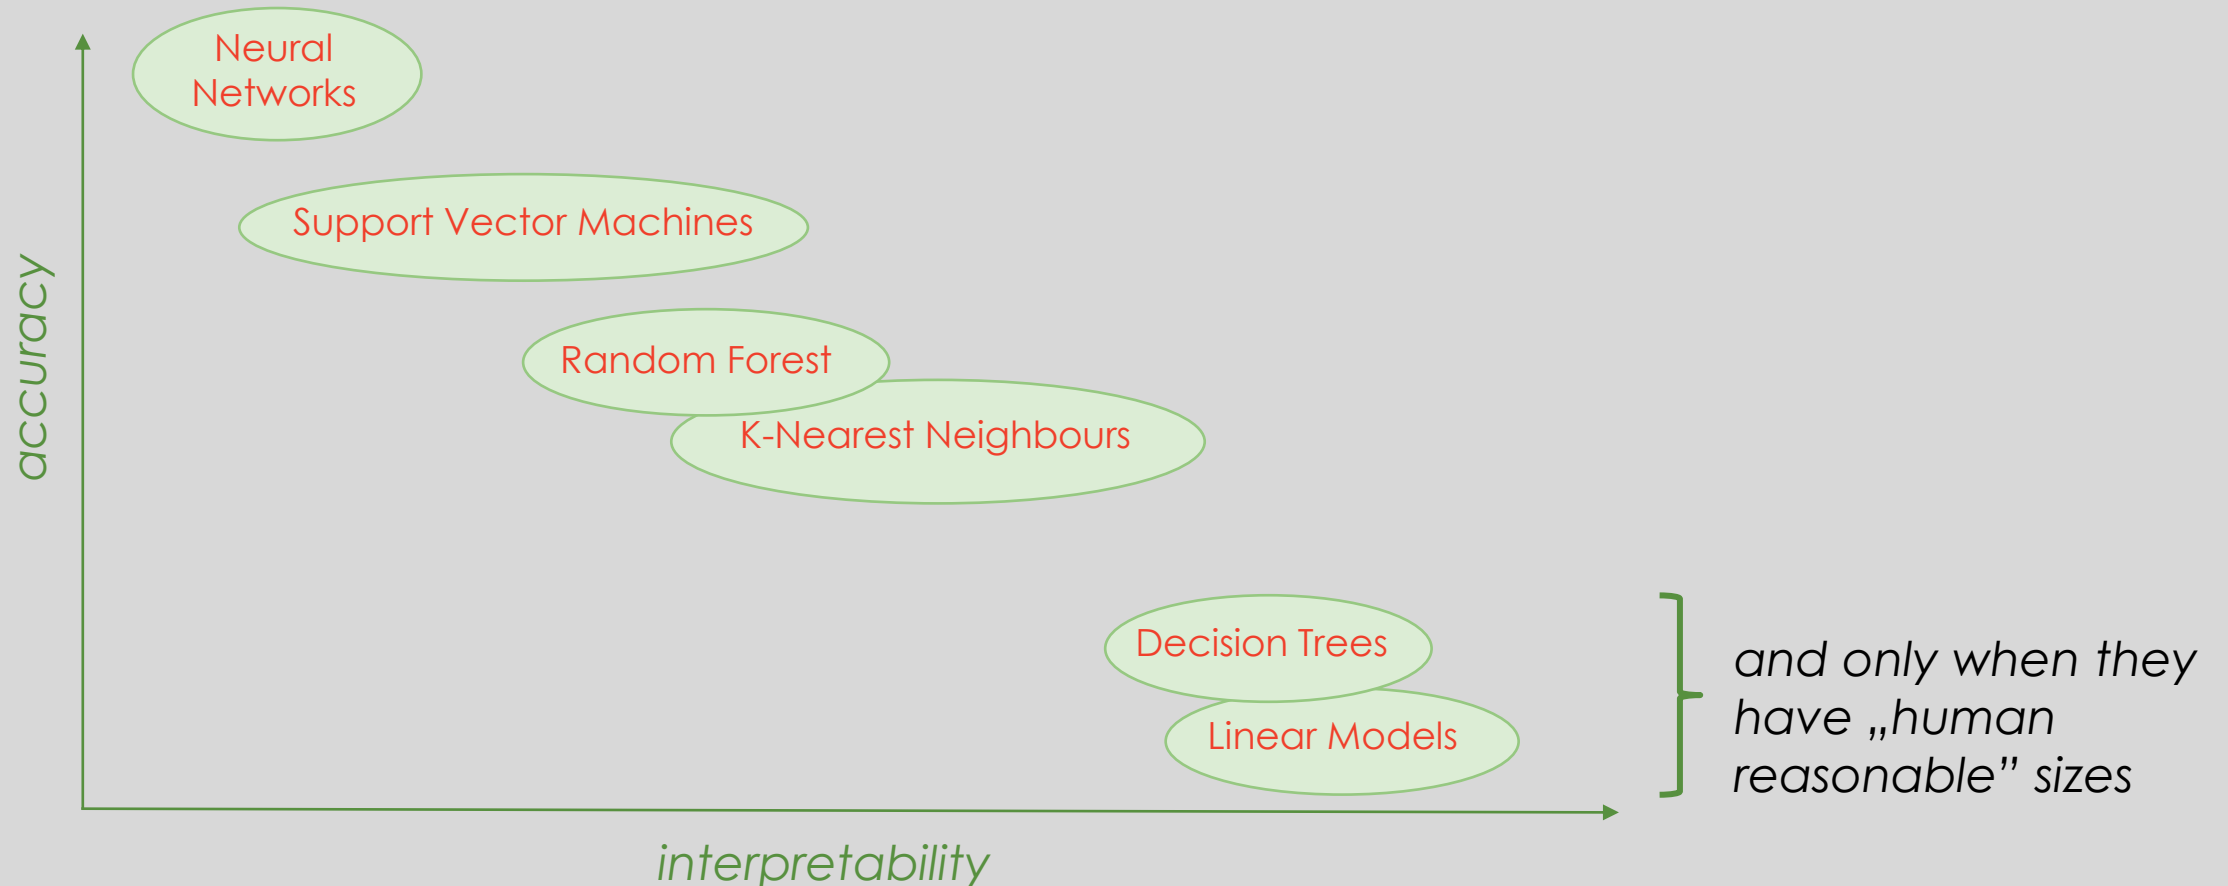 Neural
Networks
Support Vector Machines
accuracy
Random Forest
K-Nearest Neighbours
Decision Trees
Linear Models
and only when they
have „human
reasonable” sizes
interpretability